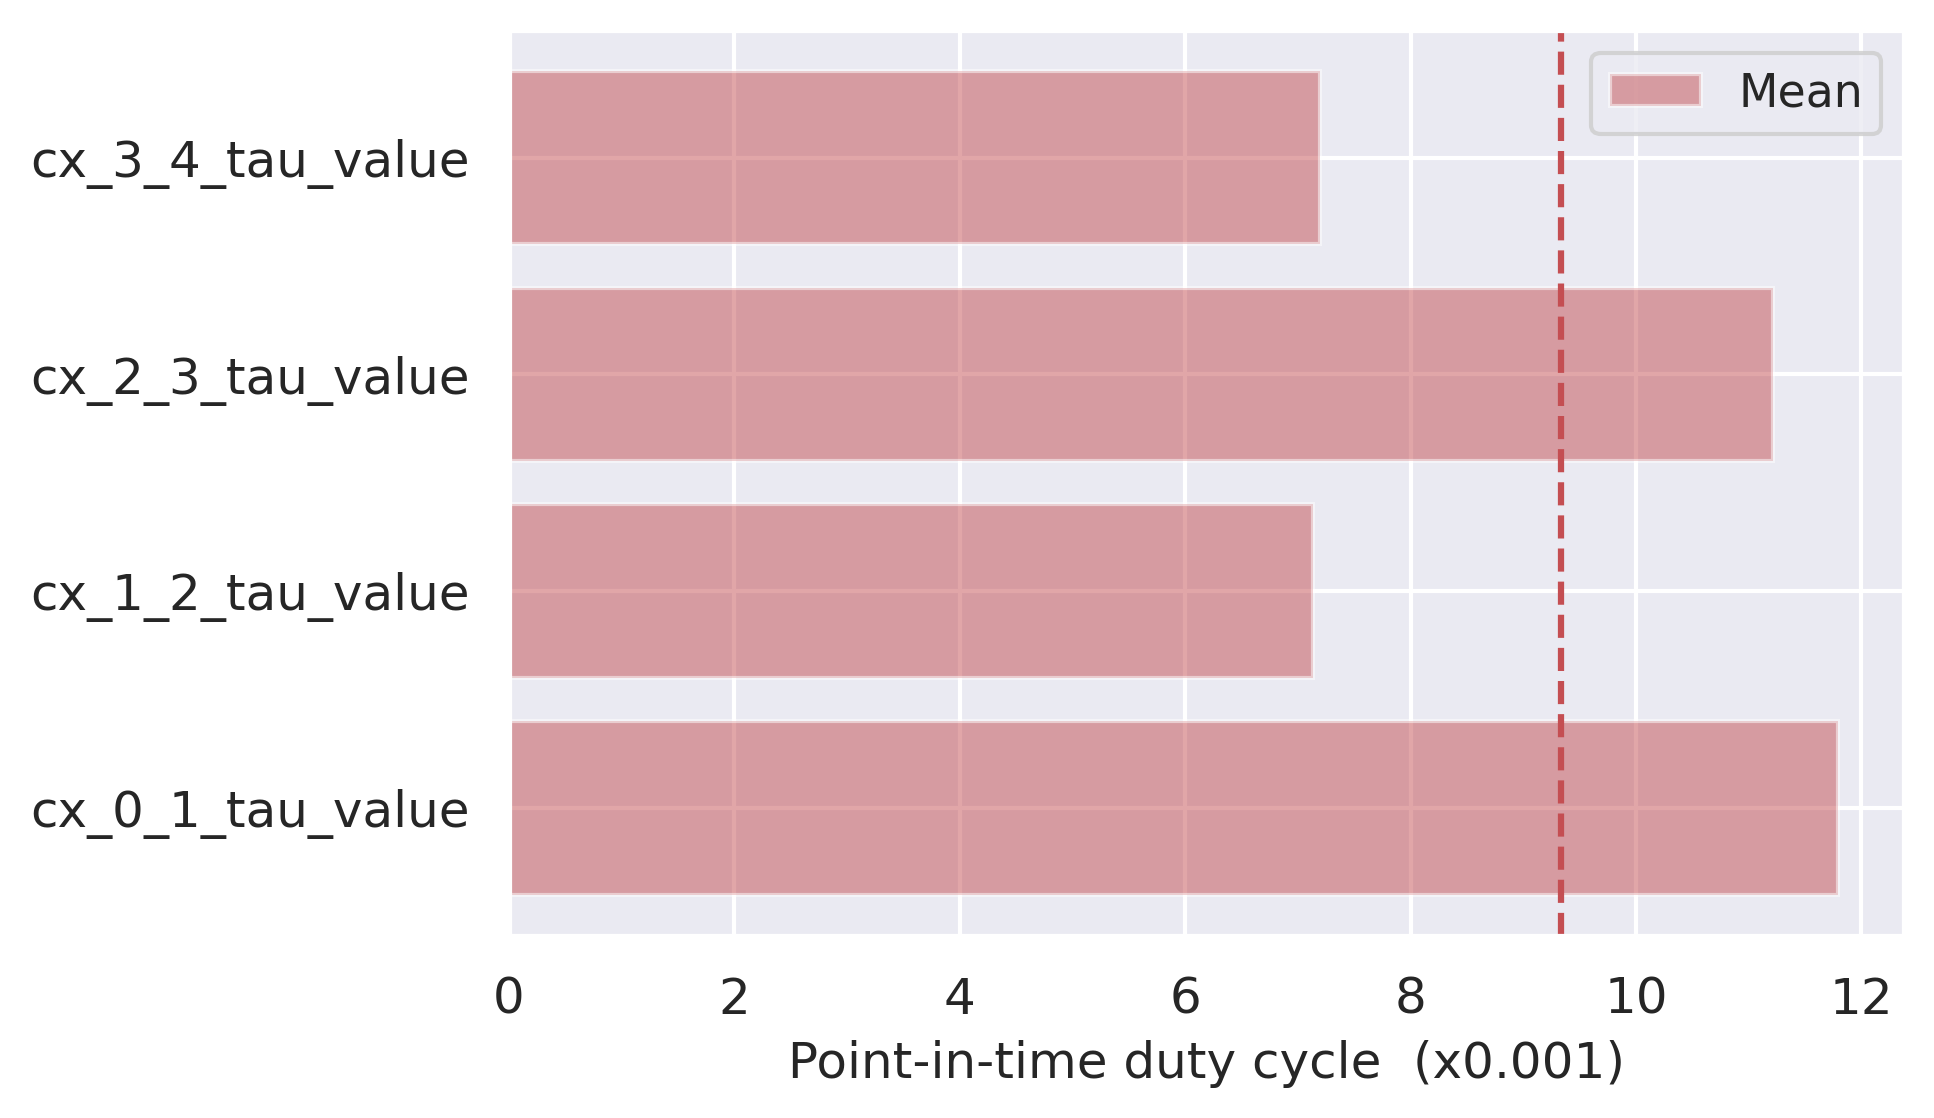 Mean
cx_3_4_tau_value
cx_2_3_tau_value
cx_1_2_tau_value
cx_0_1_tau_value
0 2 4 6 8 10 12
Point-in-time duty cycle  (x0.001)